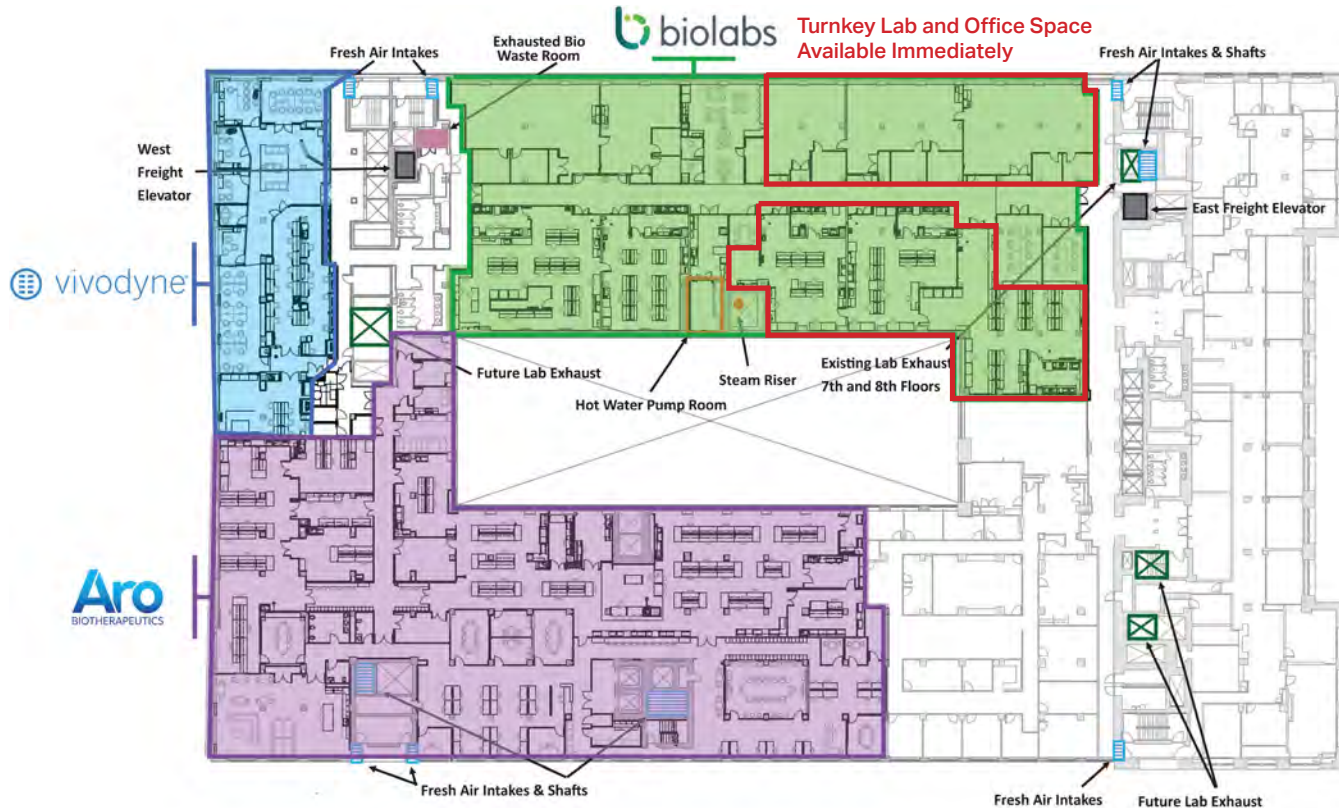 biolabs
Turnkey Lab and Office Space
Available Immediately
Fresh Air Intakes
Exhausted Bio
Waste Room
Fresh Air Intakes & Shafts
West
Freight
Elevator
East Freight Elevator
vivodyne
Future Lab Exhaust
Steam Riser
Existing Lab Exhaust
7th and 8th Floors
Hot Water Pump Room
Aro
BIOTHERAPEUTICS
Fresh Air Intakes & Shafts
Fresh Air Intakes
Future Lab Exhaust